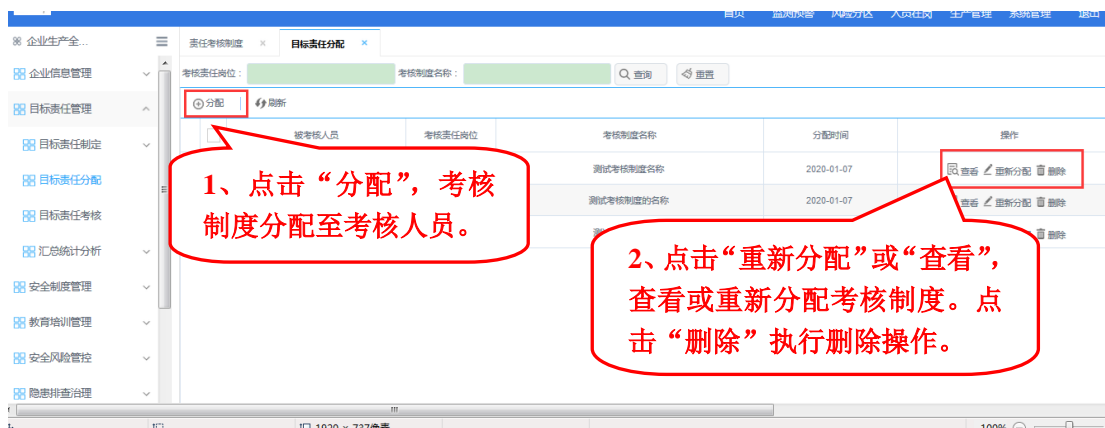 首页 监测预警 风险分区 人员在岗 生产管理 系统管理 退出
企业生产全...
责任考核制度 × 目标责任分配 ×
企业信息管理
考核责任岗位： 考核制度名称： 查询 重置
目标责任管理
分配 刷新
被考核人员 考核责任岗位 考核制度名称 分配时间 操作
目标责任制定
测试考核制度名称 2020-01-07 查看 重新分配 删除
目标责任分配
测试考核制度的名称 2020-01-07 查看 重新分配 删除
目标责任考核
删除
汇总统计分析
安全制度管理
教育培训管理
安全风险管控
隐患排查治理
1、点击“分配”，考核
制度分配至考核人员。
2、点击“重新分配”或“查看”，
查看或重新分配考核制度。点
击“删除”执行删除操作。
1920 × 737像素
100%